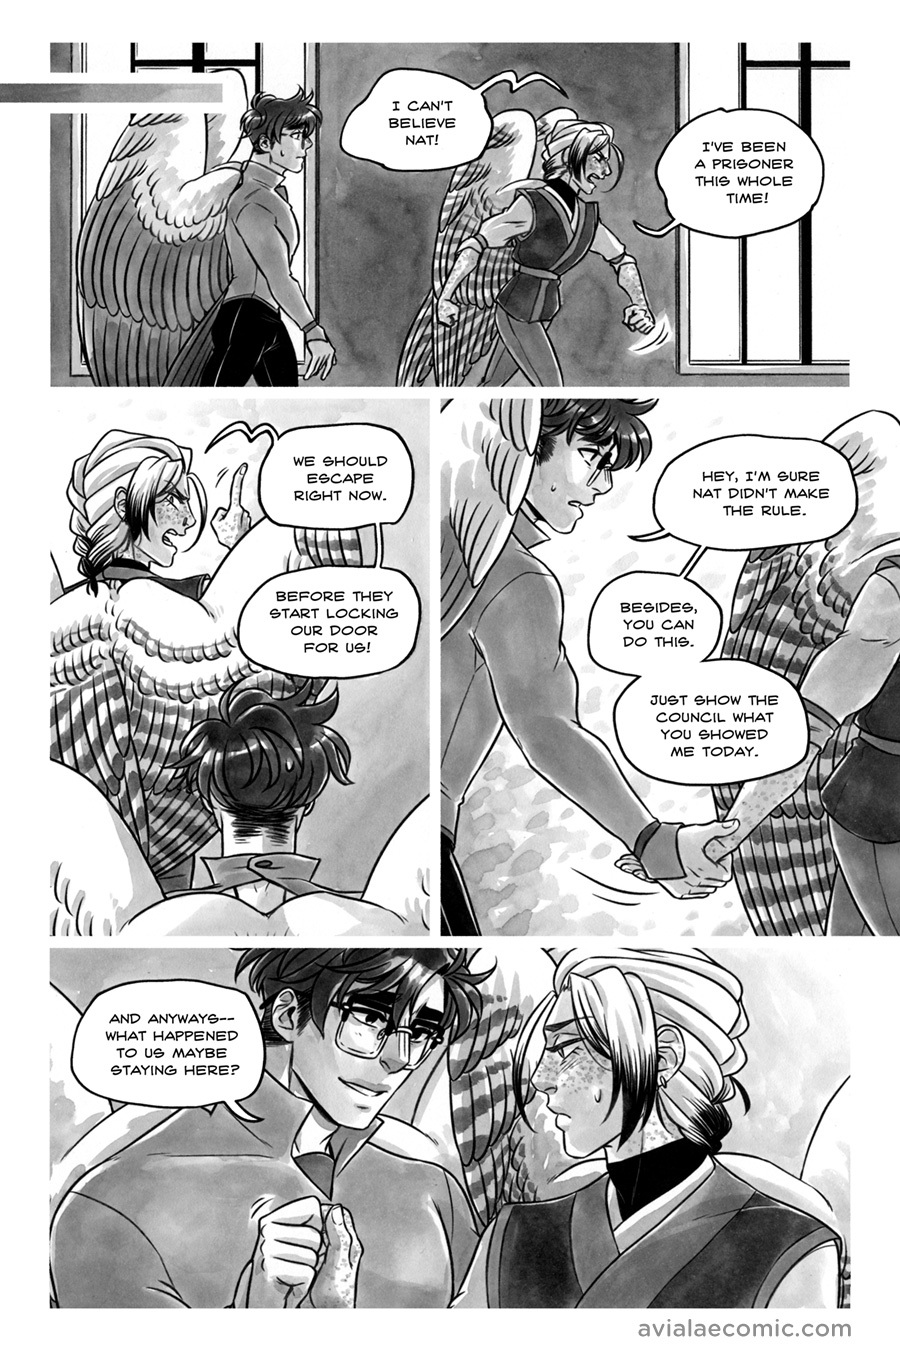 I CAN'T
BELIEVE
NAT!
I'VE BEEN
A PRISONER
THIS WHOLE
TIME!
WE SHOULD
ESCAPE
RIGHT NOW.
BEFORE THEY
START LOCKING
OUR DOOR
FOR US!
HEY, I'M SURE
NAT DIDN'T MAKE
THE RULE.
BESIDES,
YOU CAN
DO THIS.
JUST SHOW THE
COUNCIL WHAT
YOU SHOWED
ME TODAY.
AND ANYWAYS--
WHAT HAPPENED
TO US MAYBE
STAYING HERE?
avialaecomic.com